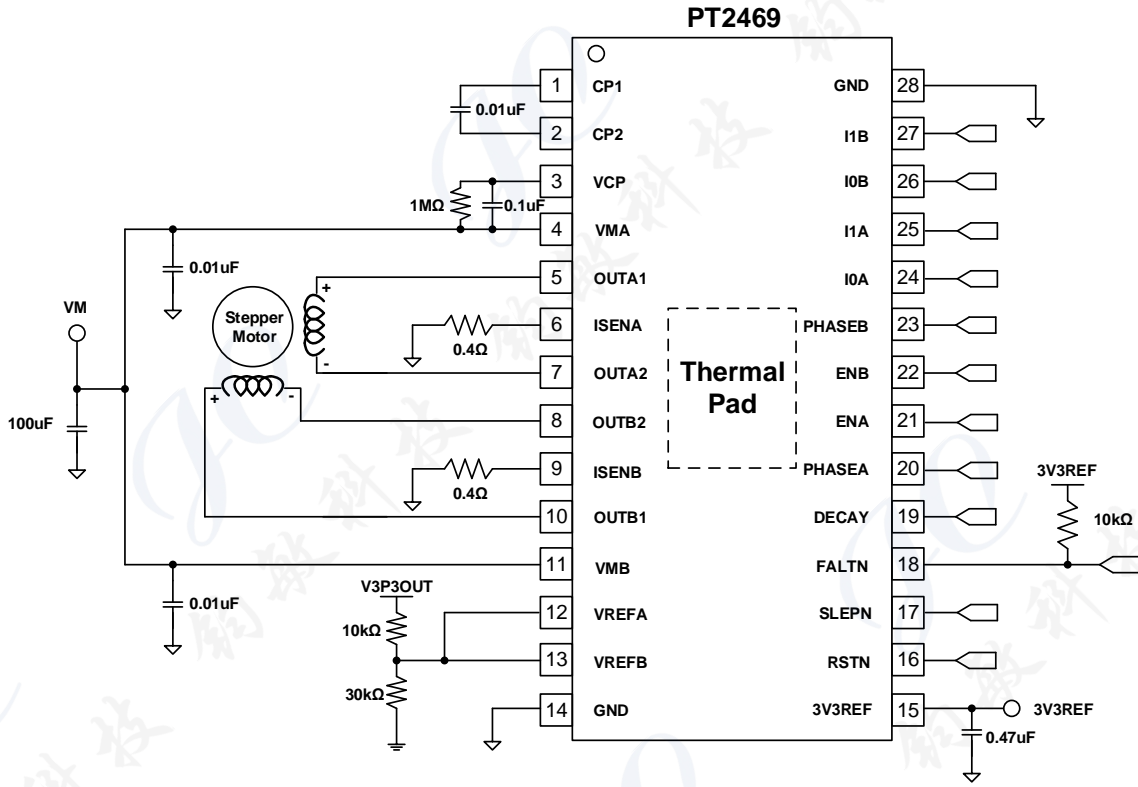 PT2469
1 CP1
2 CP2
3 VCP
4 VMA
5 OUTA1
6 ISENA
7 OUTA2
8 OUTB2
9 ISENB
10 OUTB1
11 VMB
12 VREFA
13 VREFB
14 GND
GND 28
I1B 27
I0B 26
I1A 25
I0A 24
PHASEB 23
ENB 22
ENA 21
PHASEA 20
DECAY 19
FALTN 18
SLEPN 17
RSTN 16
3V3REF 15
Thermal
Pad
0.01uF
1MΩ
0.1uF
0.01uF
VM
Stepper
Motor
+
-
+
-
0.4Ω
100uF
0.4Ω
0.01uF
V3P3OUT
10kΩ
30kΩ
3V3REF
10kΩ
3V3REF
0.47uF